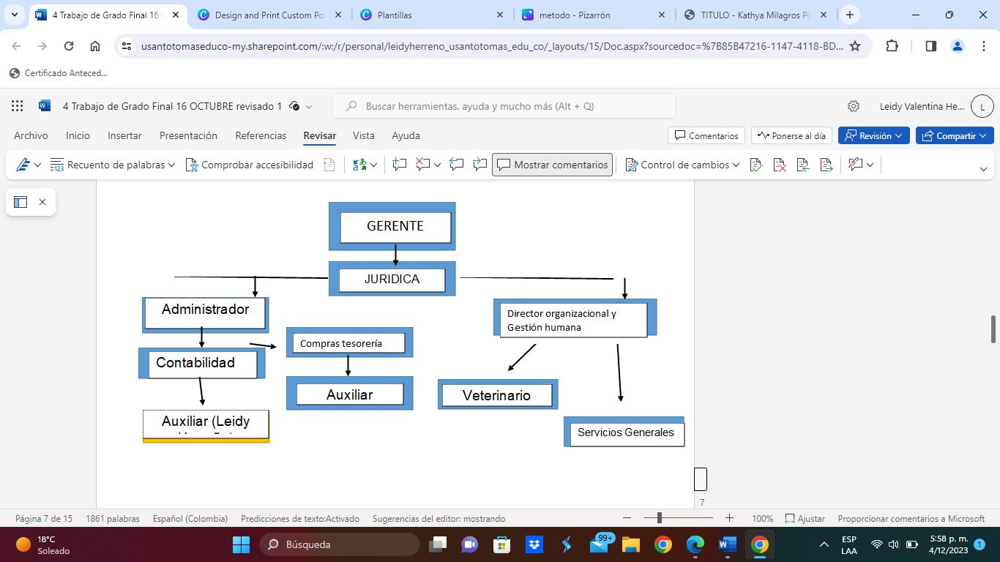 4 Trabajo de Grado Final 16
Design and Print Custom Pos
Plantillas
metodo - Pizarrón
TITULO - Kathya Milagros Po
usantotomaseduco-my.sharepoint.com/:w:/r/personal/leidyherreno_usantotomas_edu_co/_layouts/15/Doc.aspx?sourcedoc=%7B85B47216-1147-4118-BD...
Certificado Anteced...
4 Trabajo de Grado Final 16 OCTUBRE revisado 1
Buscar herramientas, ayuda y mucho más (Alt + Q)
Leidy Valentina He...
L
Archivo
Inicio
Insertar
Presentación
Referencias
Revisar
Vista
Ayuda
Comentarios
Ponerse al día
Revisión
Compartir
123
Recuento de palabras
Comprobar accesibilidad
Mostrar comentarios
Control de cambios
GERENTE
JURIDICA
Administrador
Director organizacional y
Gestión humana
Compras tesorería
Contabilidad
Auxiliar
Veterinario
Auxiliar (Leidy
Servicios Generales
7
Página 7 de 15
1861 palabras
Español (Colombia)
Predicciones de texto:Activado
Sugerencias del editor: mostrando
100%
Ajustar
Proporcionar comentarios a Microsoft
18°C
Soleado
Búsqueda
99+
ESP
LAA
5:58 p. m.
4/12/2023
1